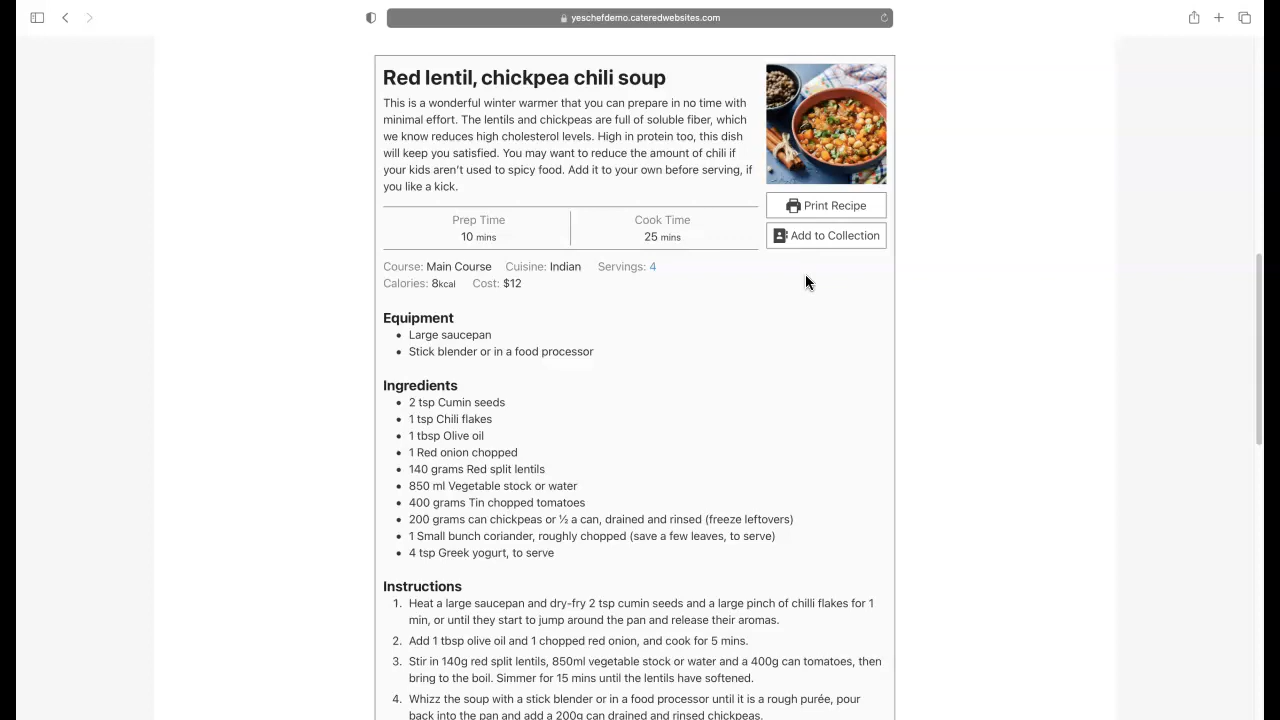 yeschefdemo.cateredwebsites.com
Red lentil, chickpea chili soup
This is a wonderful winter warmer that you can prepare in no time with
minimal effort. The lentils and chickpeas are full of soluble fiber, which
we know reduces high cholesterol levels. High in protein too, this dish
will keep you satisfied. You may want to reduce the amount of chili if
your kids aren't used to spicy food. Add it to your own before serving, if
you like a kick.
Print Recipe
Add to Collection
Prep Time
10 mins
Cook Time
25 mins
Course: Main Course Cuisine: Indian Servings: 4
Calories: 8kcal Cost: $12
Equipment
• Large saucepan
• Stick blender or in a food processor
Ingredients
• 2 tsp Cumin seeds
• 1 tsp Chili flakes
• 1 tbsp Olive oil
• 1 Red onion chopped
• 140 grams Red split lentils
• 850 ml Vegetable stock or water
• 400 grams Tin chopped tomatoes
• 200 grams can chickpeas or ½ a can, drained and rinsed (freeze leftovers)
• 1 Small bunch coriander, roughly chopped (save a few leaves, to serve)
• 4 tsp Greek yogurt, to serve
Instructions
1. Heat a large saucepan and dry-fry 2 tsp cumin seeds and a large pinch of chilli flakes for 1
min, or until they start to jump around the pan and release their aromas.
2. Add 1 tbsp olive oil and 1 chopped red onion, and cook for 5 mins.
3. Stir in 140g red split lentils, 850ml vegetable stock or water and a 400g can tomatoes, then
bring to the boil. Simmer for 15 mins until the lentils have softened.
4. Whizz the soup with a stick blender or in a food processor until it is a rough purée, pour
back into the pan and add a 200g can drained and rinsed chickpeas.